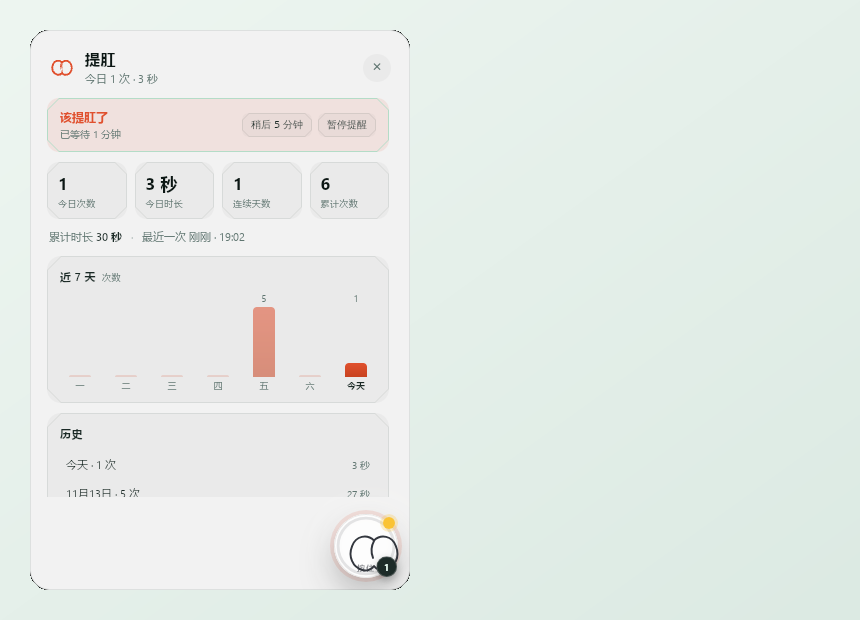 提肛
今日 1 次 · 3 秒
×
该提肛了
已等待 1 分钟
稍后 5 分钟
暂停提醒
1
今日次数
3 秒
今日时长
1
连续天数
6
累计次数
累计时长 30 秒 · 最近一次 刚刚 · 19:02
近 7 天 次数
5
1
一 二 三 四 五 六 今天
历史
今天 · 1 次 3 秒
11月13日 · 5 次 27 秒
1